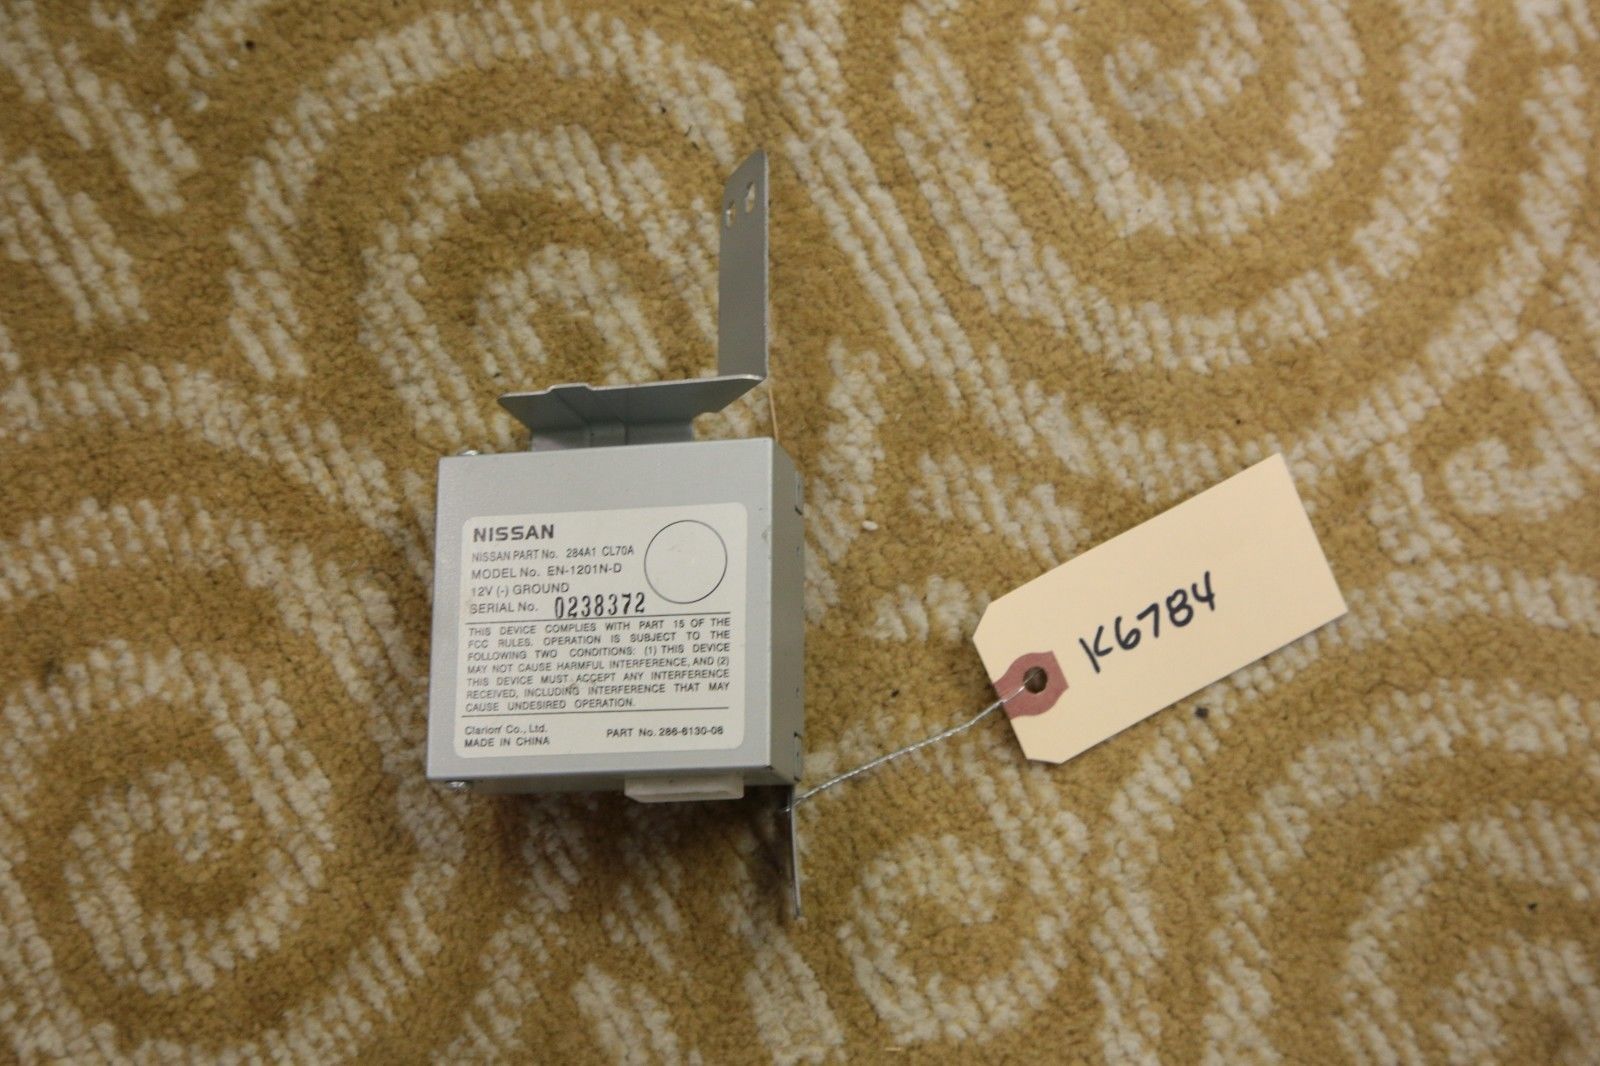 NISSAN
NISSAN PART No. 284A1 CL70A
MODEL No. EN-1201N-D
12V (-) GROUND
SERIAL No. 0238372
THIS DEVICE COMPLIES WITH PART 15 OF THE
FCC RULES. OPERATION IS SUBJECT TO THE
FOLLOWING TWO CONDITIONS: (1) THIS DEVICE
MAY NOT CAUSE HARMFUL INTERFERENCE, AND (2)
THIS DEVICE MUST ACCEPT ANY INTERFERENCE
RECEIVED, INCLUDING INTERFERENCE THAT MAY
CAUSE UNDESIRED OPERATION.
Clarion Co., Ltd.
MADE IN CHINA
PART No. 286-6130-08
K6784